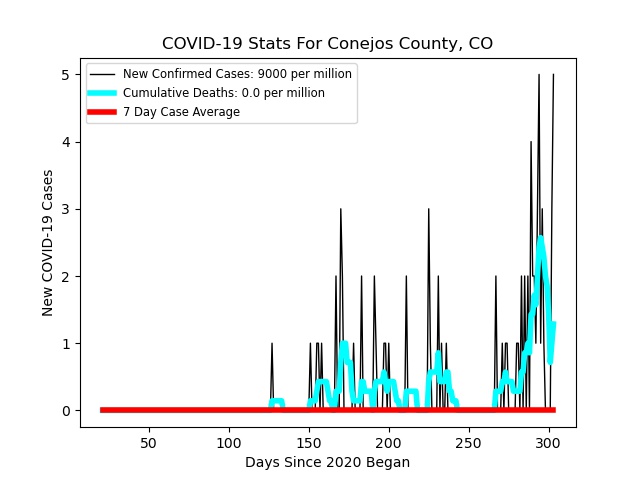 COVID-19 Stats For Conejos County, CO
New Confirmed Cases: 9000 per million
Cumulative Deaths: 0.0 per million
7 Day Case Average
New COVID-19 Cases
5
4
3
2
1
0
50 100 150 200 250 300
Days Since 2020 Began